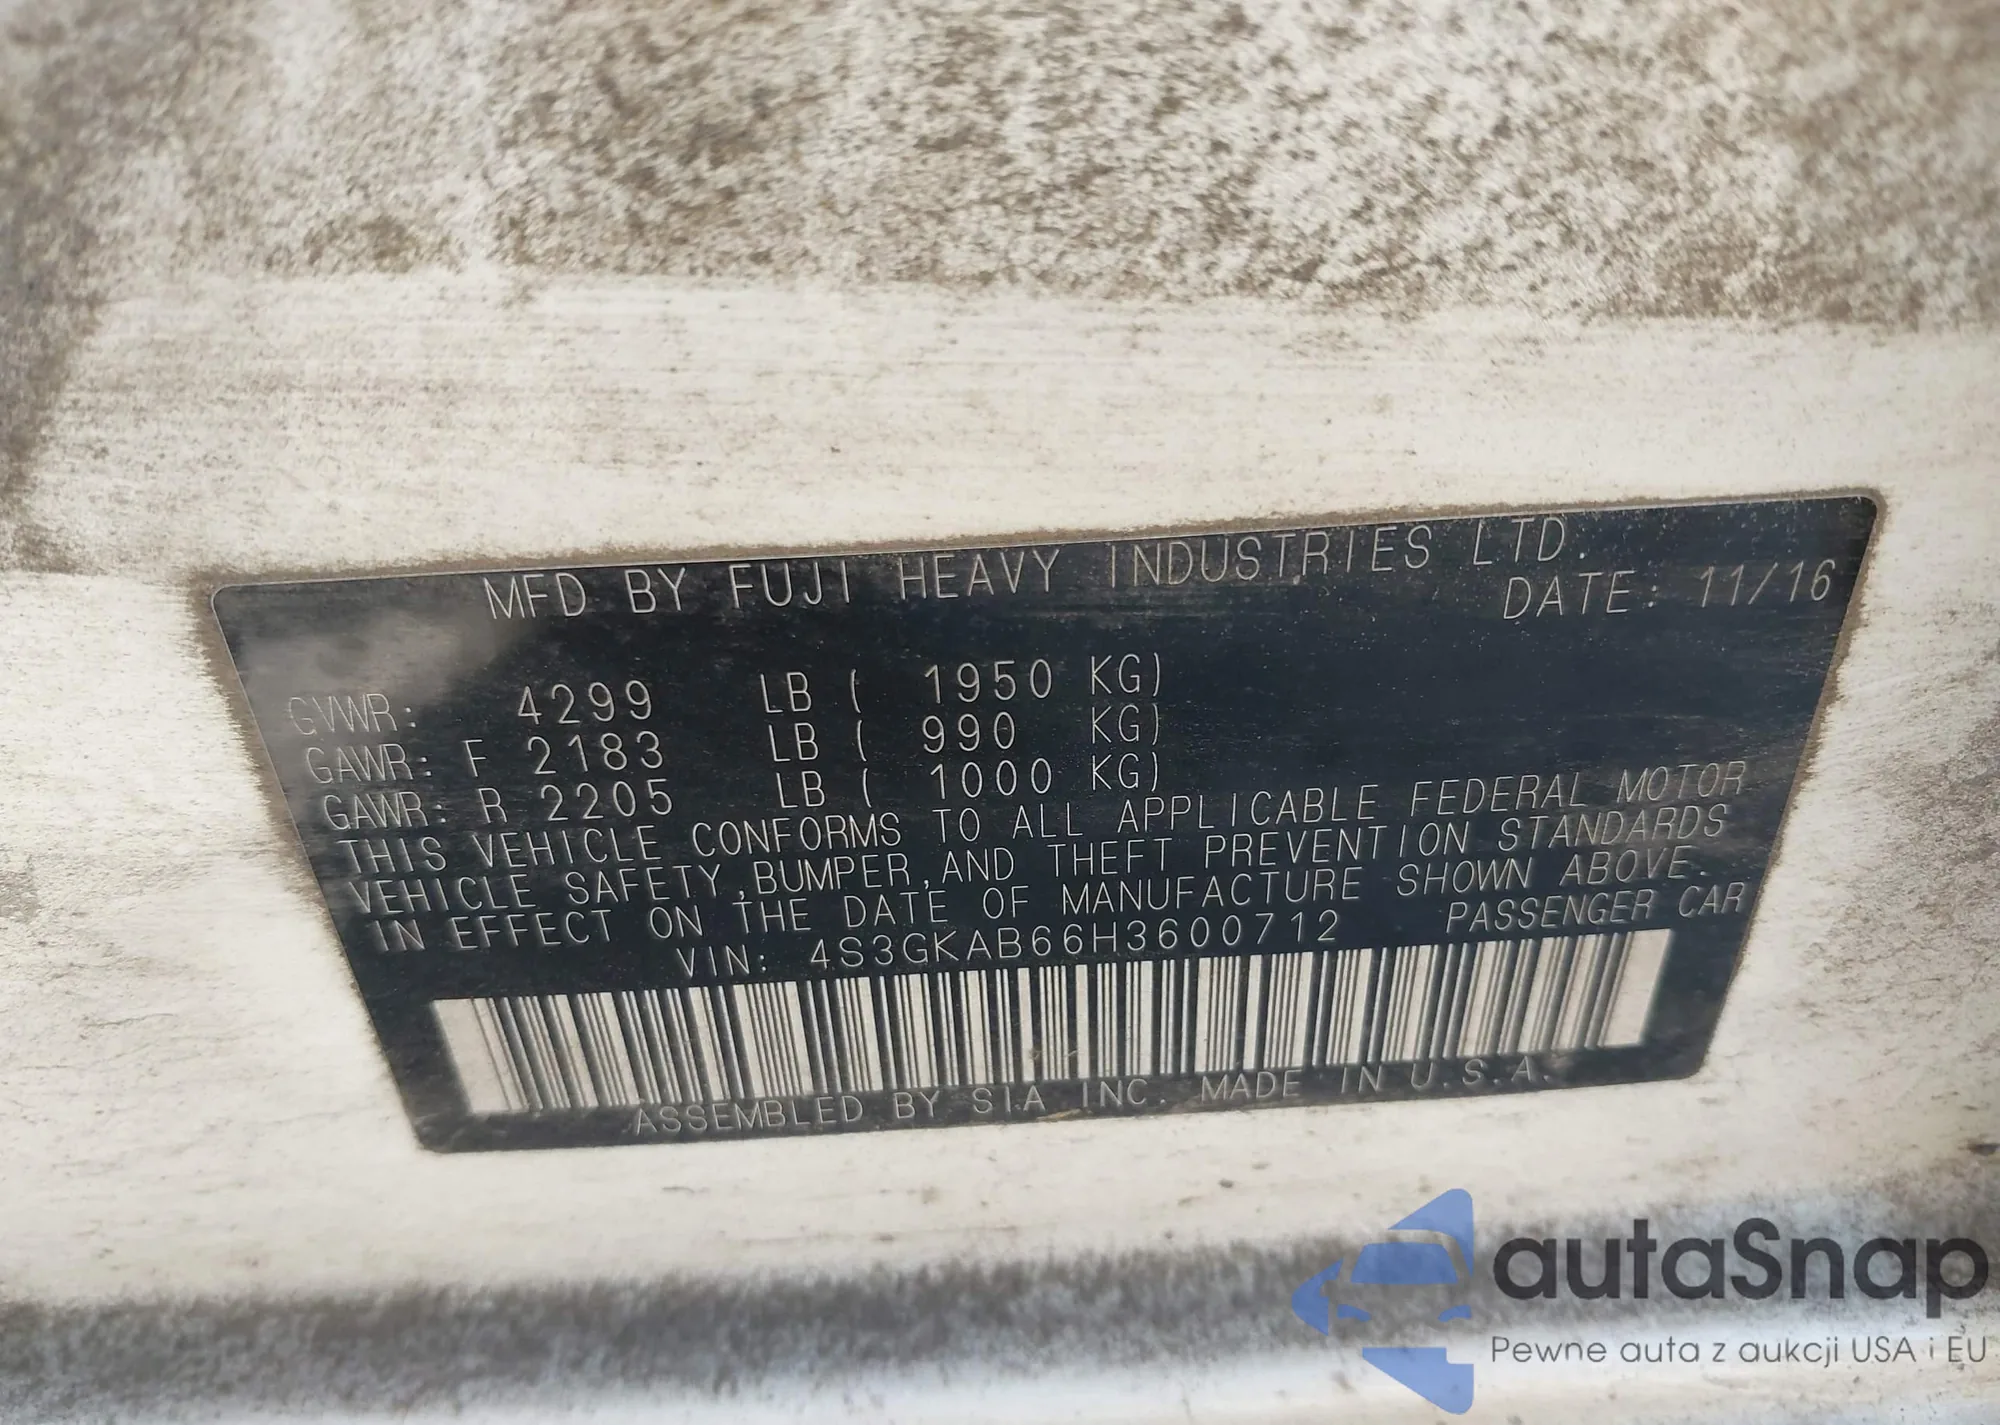 MFD BY FUJI HEAVY INDUSTRIES LTD.
DATE: 11/16
GVWR: 4299 LB ( 1950 KG)
GAWR: F 2183 LB ( 990 KG)
GAWR: R 2205 LB ( 1000 KG)
THIS VEHICLE CONFORMS TO ALL APPLICABLE FEDERAL MOTOR
VEHICLE SAFETY,BUMPER,AND THEFT PREVENTION STANDARDS
IN EFFECT ON THE DATE OF MANUFACTURE SHOWN ABOVE.
VIN: 4S3GKAB66H3600712 PASSENGER CAR
ASSEMBLED BY SIA INC. MADE IN U.S.A.
autaSnap
Pewne auta z aukcji USA i EU